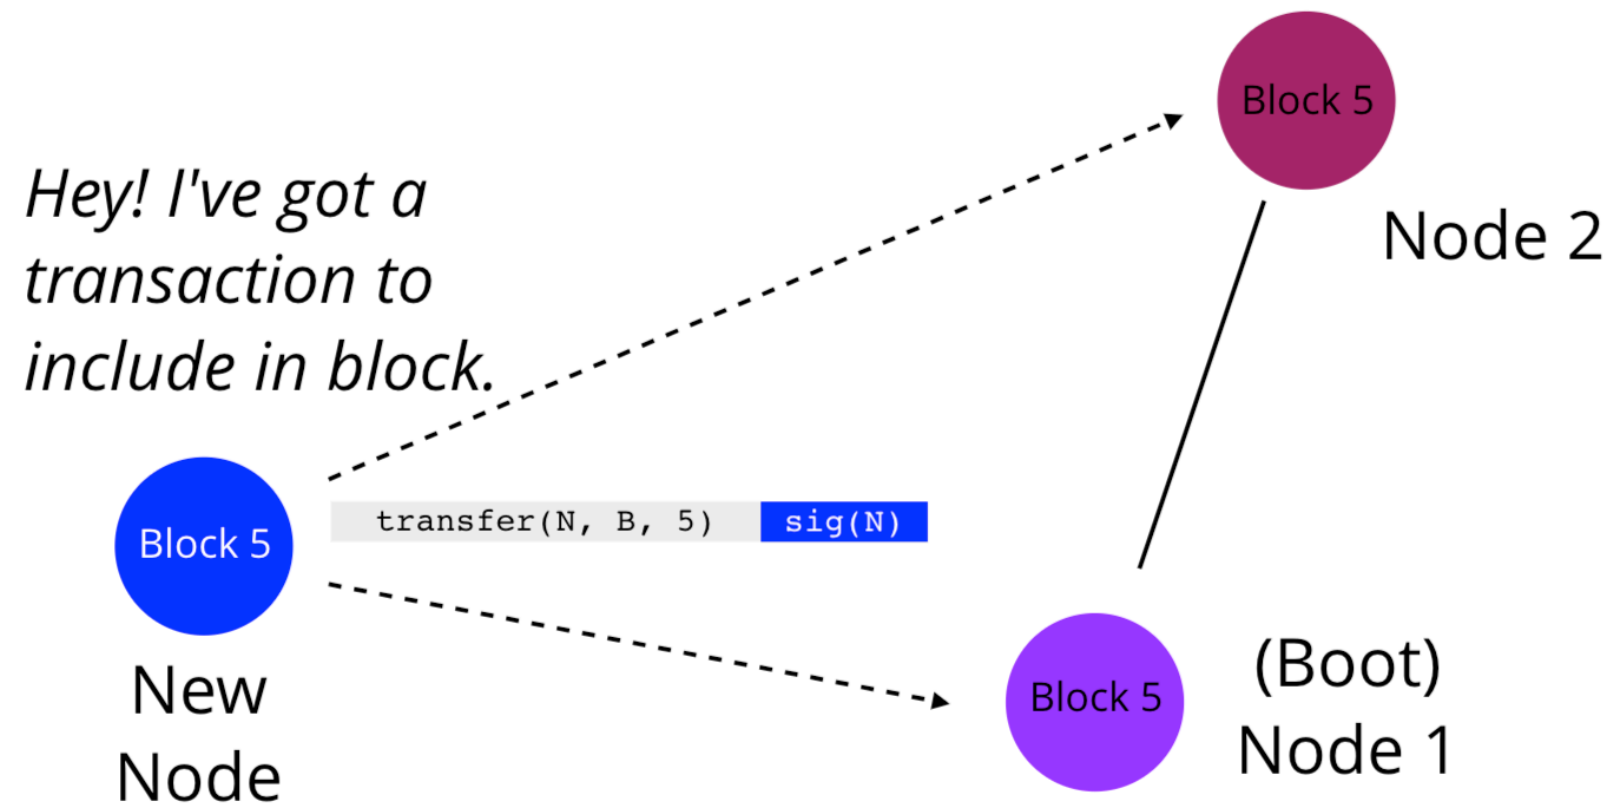 Block 5
Node 2
Hey! I've got a
transaction to
include in block.
Block 5
transfer(N, B, 5) sig(N)
New
Node
Block 5
(Boot)
Node 1